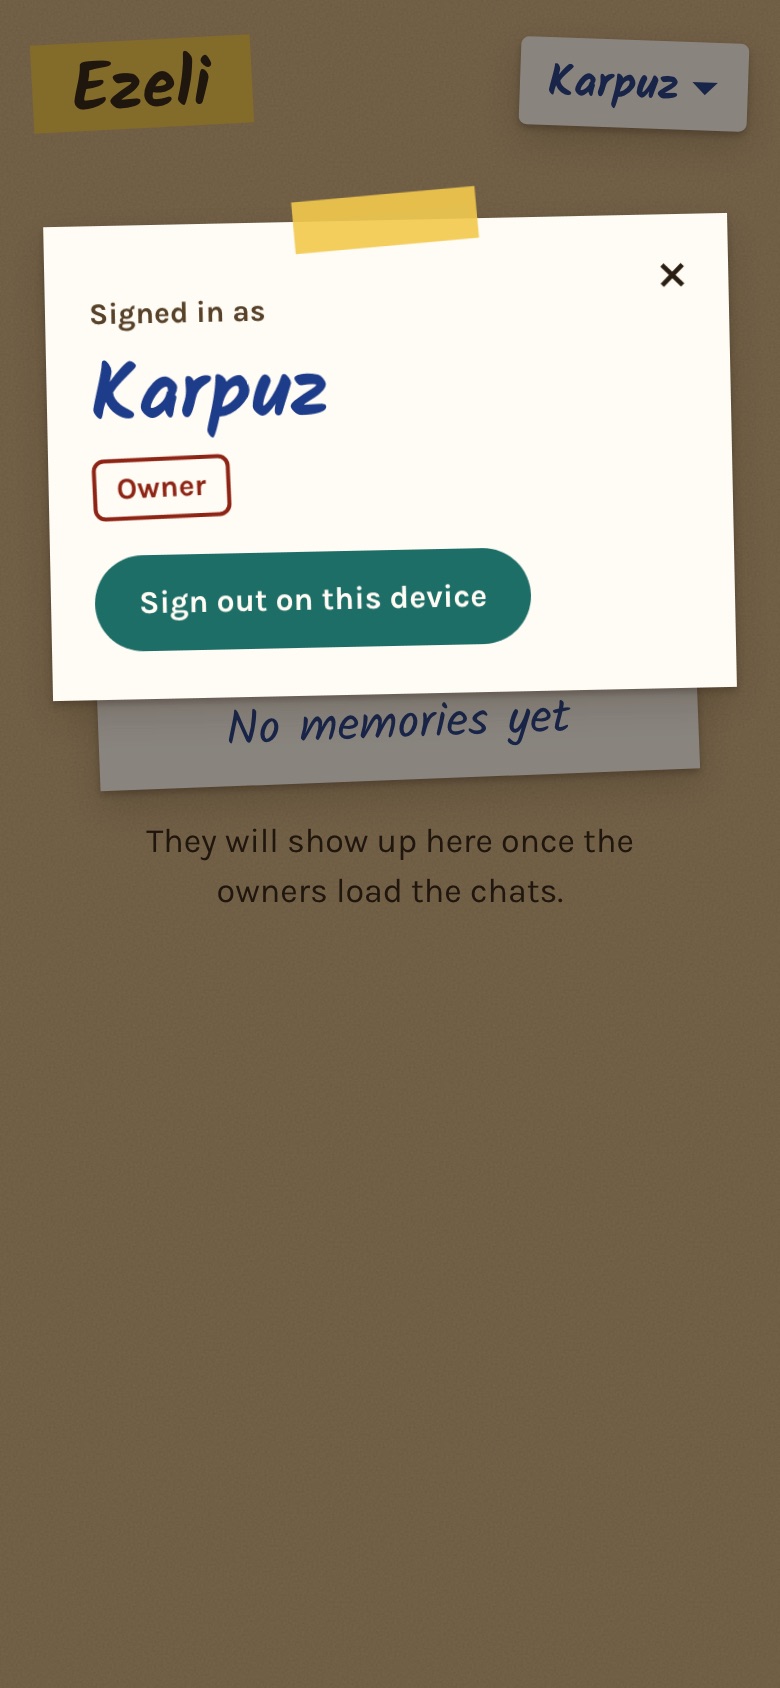 Ezeli
Karpuz
Signed in as
Karpuz
Owner
Sign out on this device
No memories yet
They will show up here once the
owners load the chats.